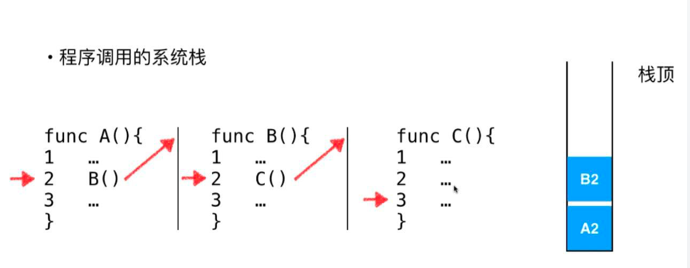 • 程序调用的系统栈
栈顶
func A(){
1 …
2 B()
3 …
}
func B(){
1 …
2 C()
3 …
}
func C(){
1 …
2 …
3 …
}
B2
A2